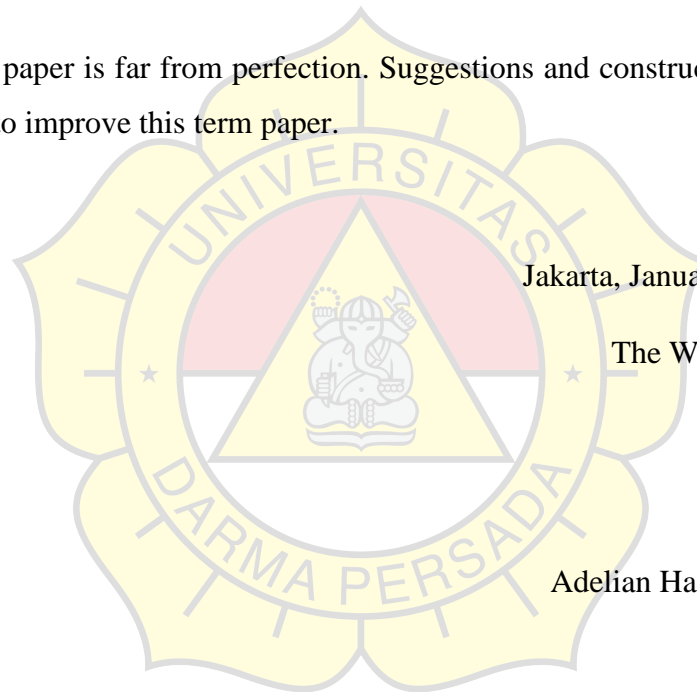 paper is far from perfection. Suggestions and construc
o improve this term paper.
UNIVERSITAS
Jakarta, Janua
The W
DARMA PERSADA
Adelian Ha